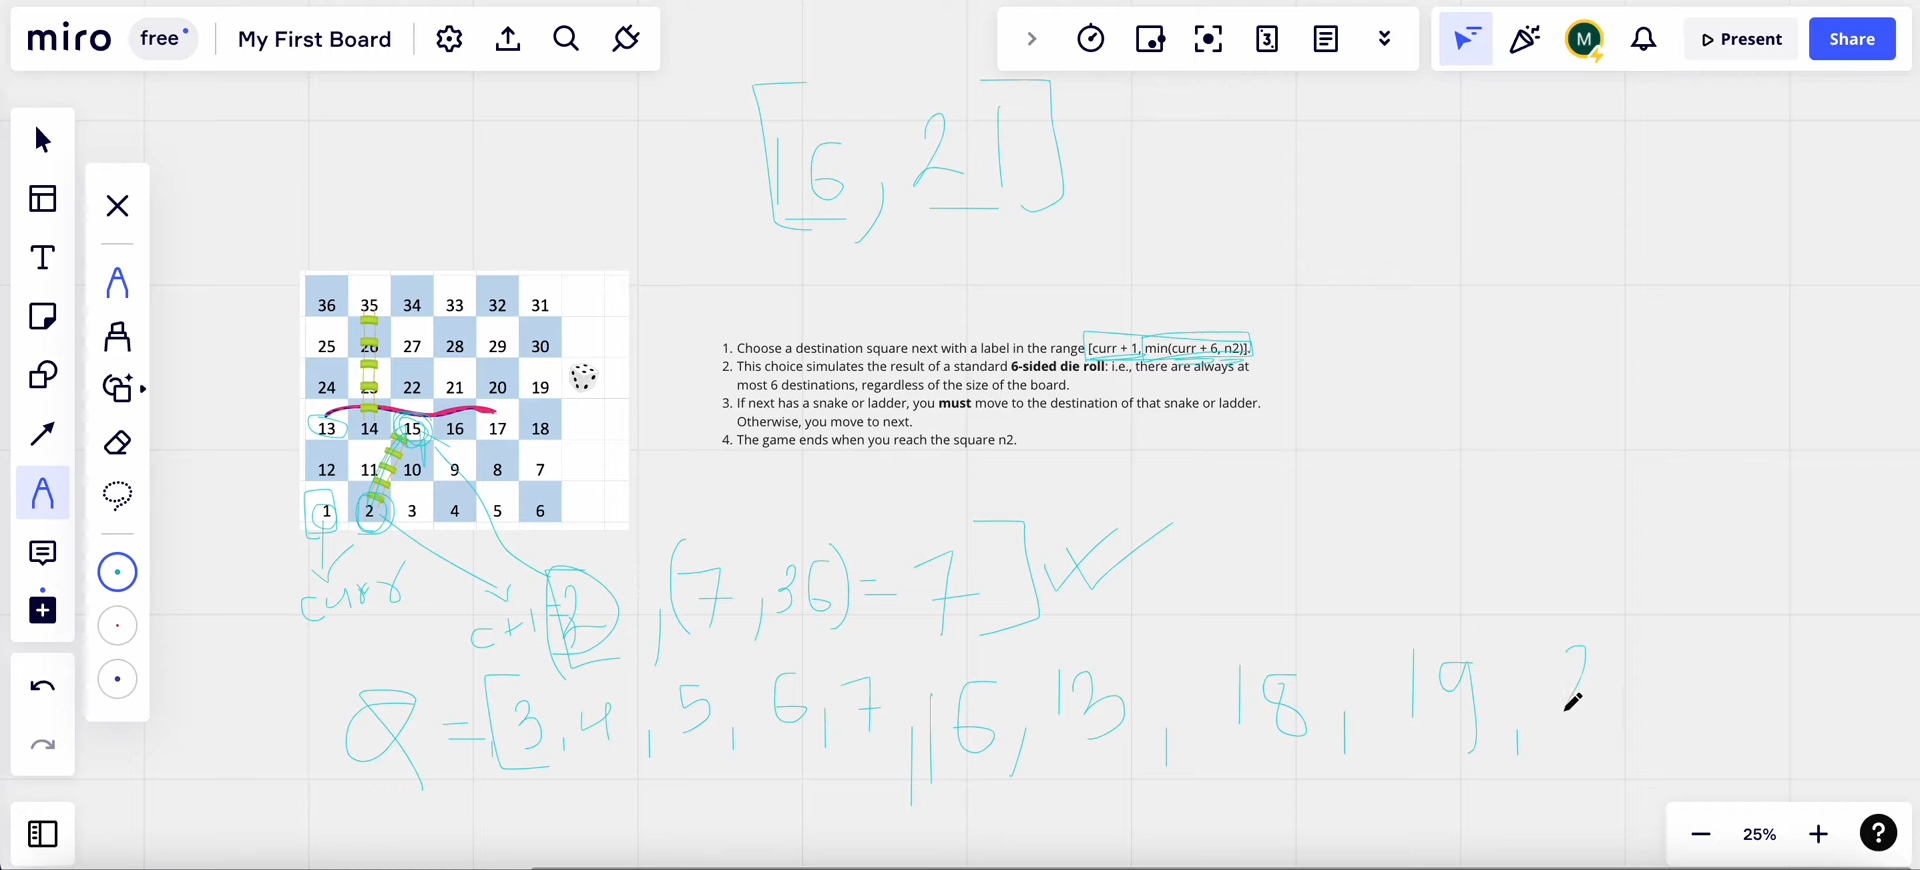 miro free My First Board
3
M
Present
Share
[16, 21]
36 35 34 33 32 31
25 26 27 28 29 30
24 23 22 21 20 19
13 14 15 16 17 18
12 11 10 9 8 7
1 2 3 4 5 6
1. Choose a destination square next with a label in the range [curr + 1, min(curr + 6, n2)].
2. This choice simulates the result of a standard 6-sided die roll: i.e., there are always at
most 6 destinations, regardless of the size of the board.
3. If next has a snake or ladder, you must move to the destination of that snake or ladder.
Otherwise, you move to next.
4. The game ends when you reach the square n2.
curr
c+1
2 , (7, 36) = 7]
Q = [3, 4, 5, 6, 7, 16, 13, 18, 19, 2
25%
?